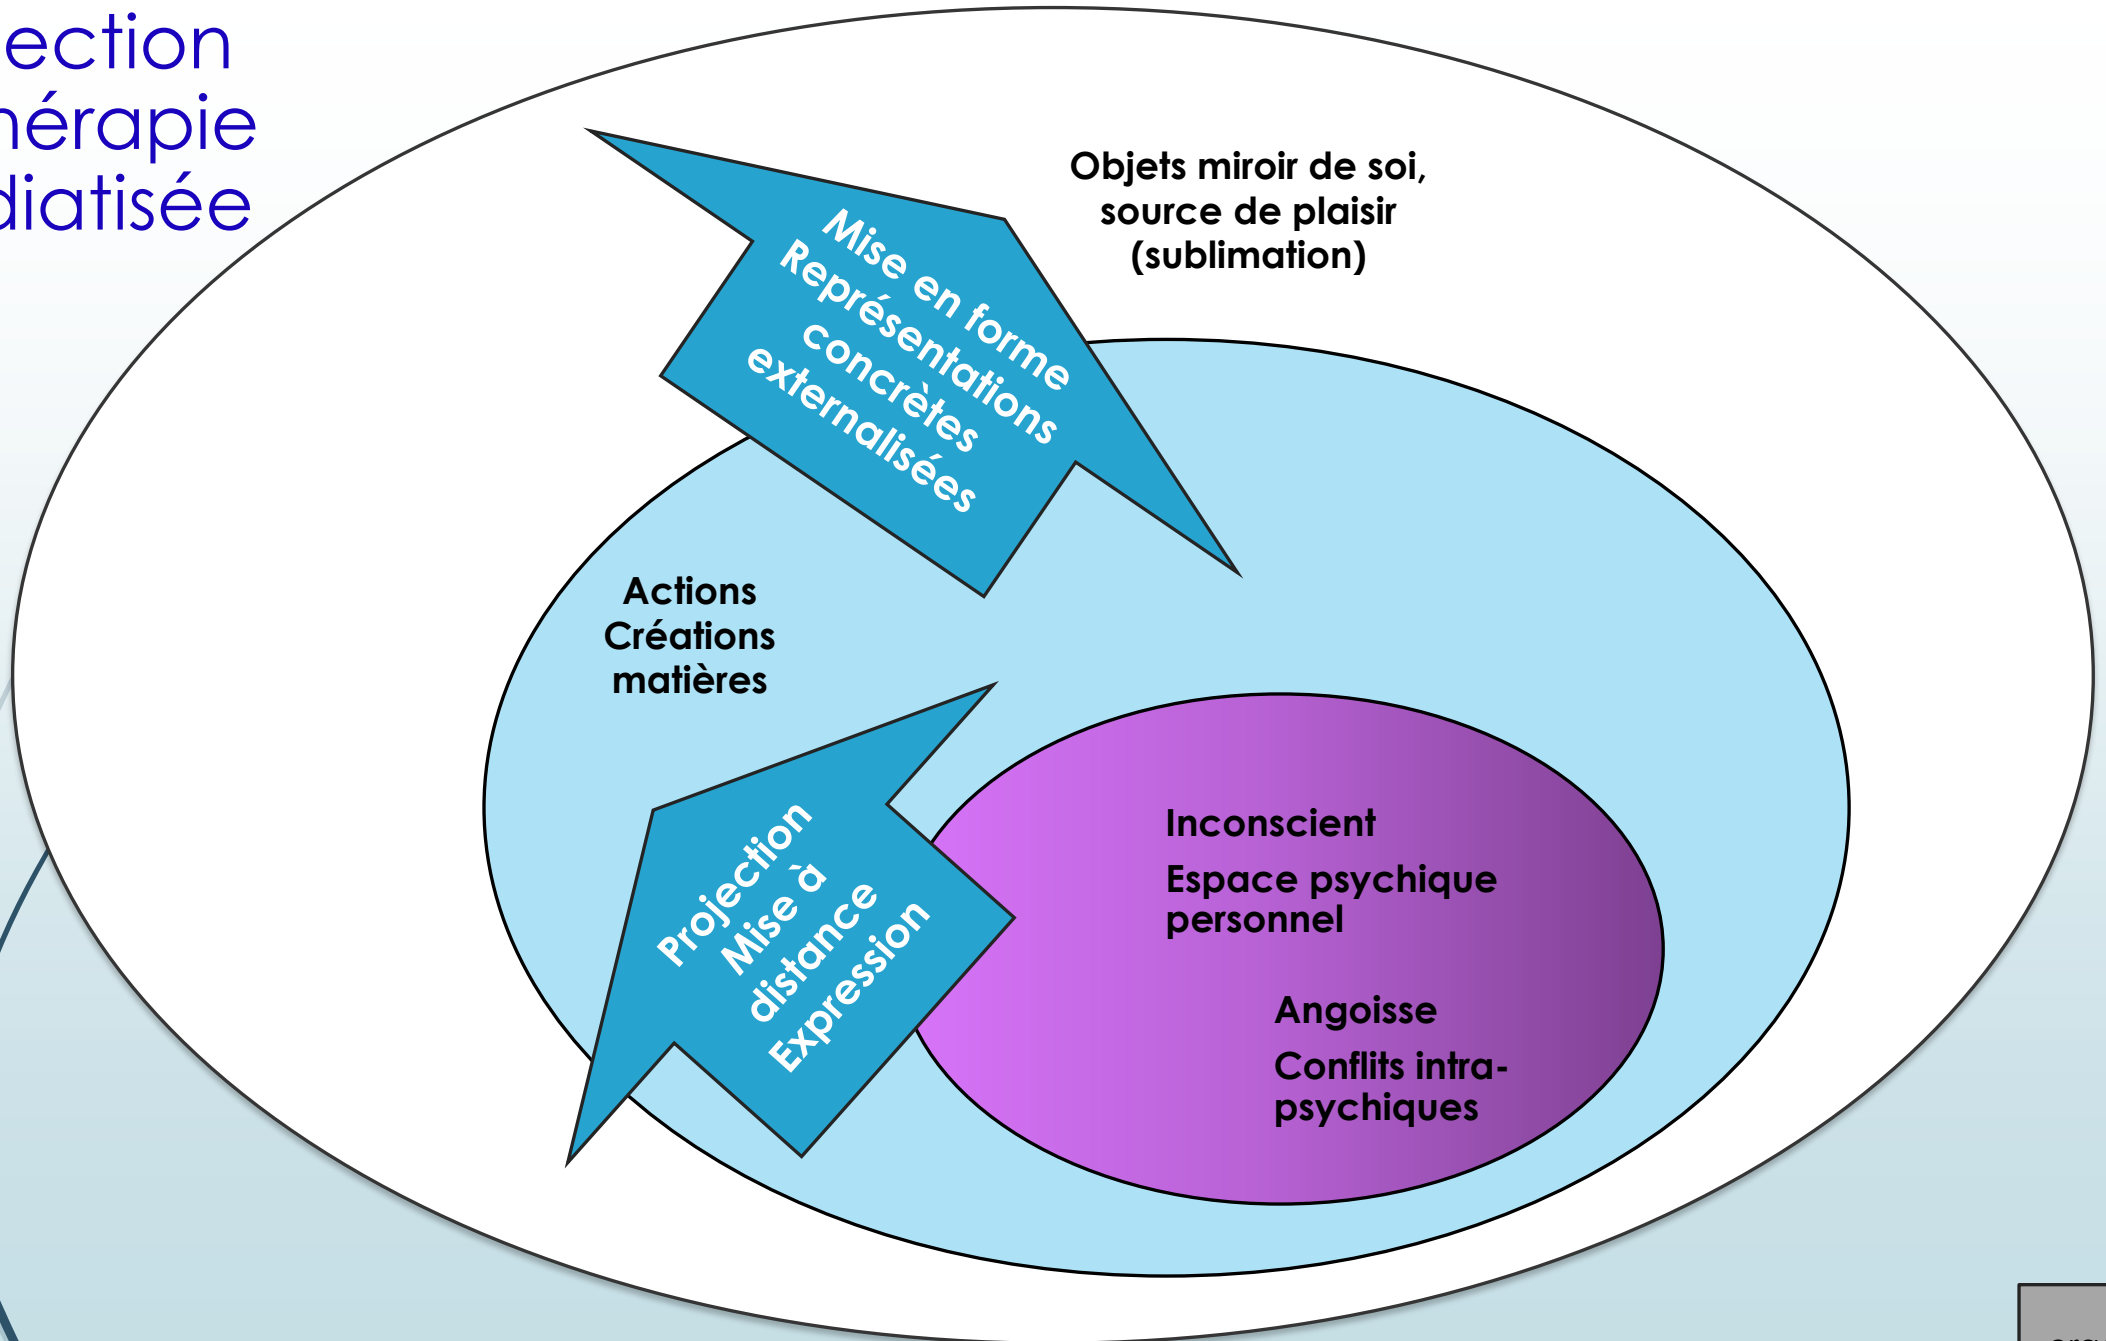 ection
hérapie
diatisée
Objets miroir de soi,
source de plaisir
(sublimation)
Mise en forme
Représentations
concrètes
externalisées
Actions
Créations
matières
Projection
Mise à
distance
Expression
Inconscient
Espace psychique
personnel
Angoisse
Conflits intra-
psychiques